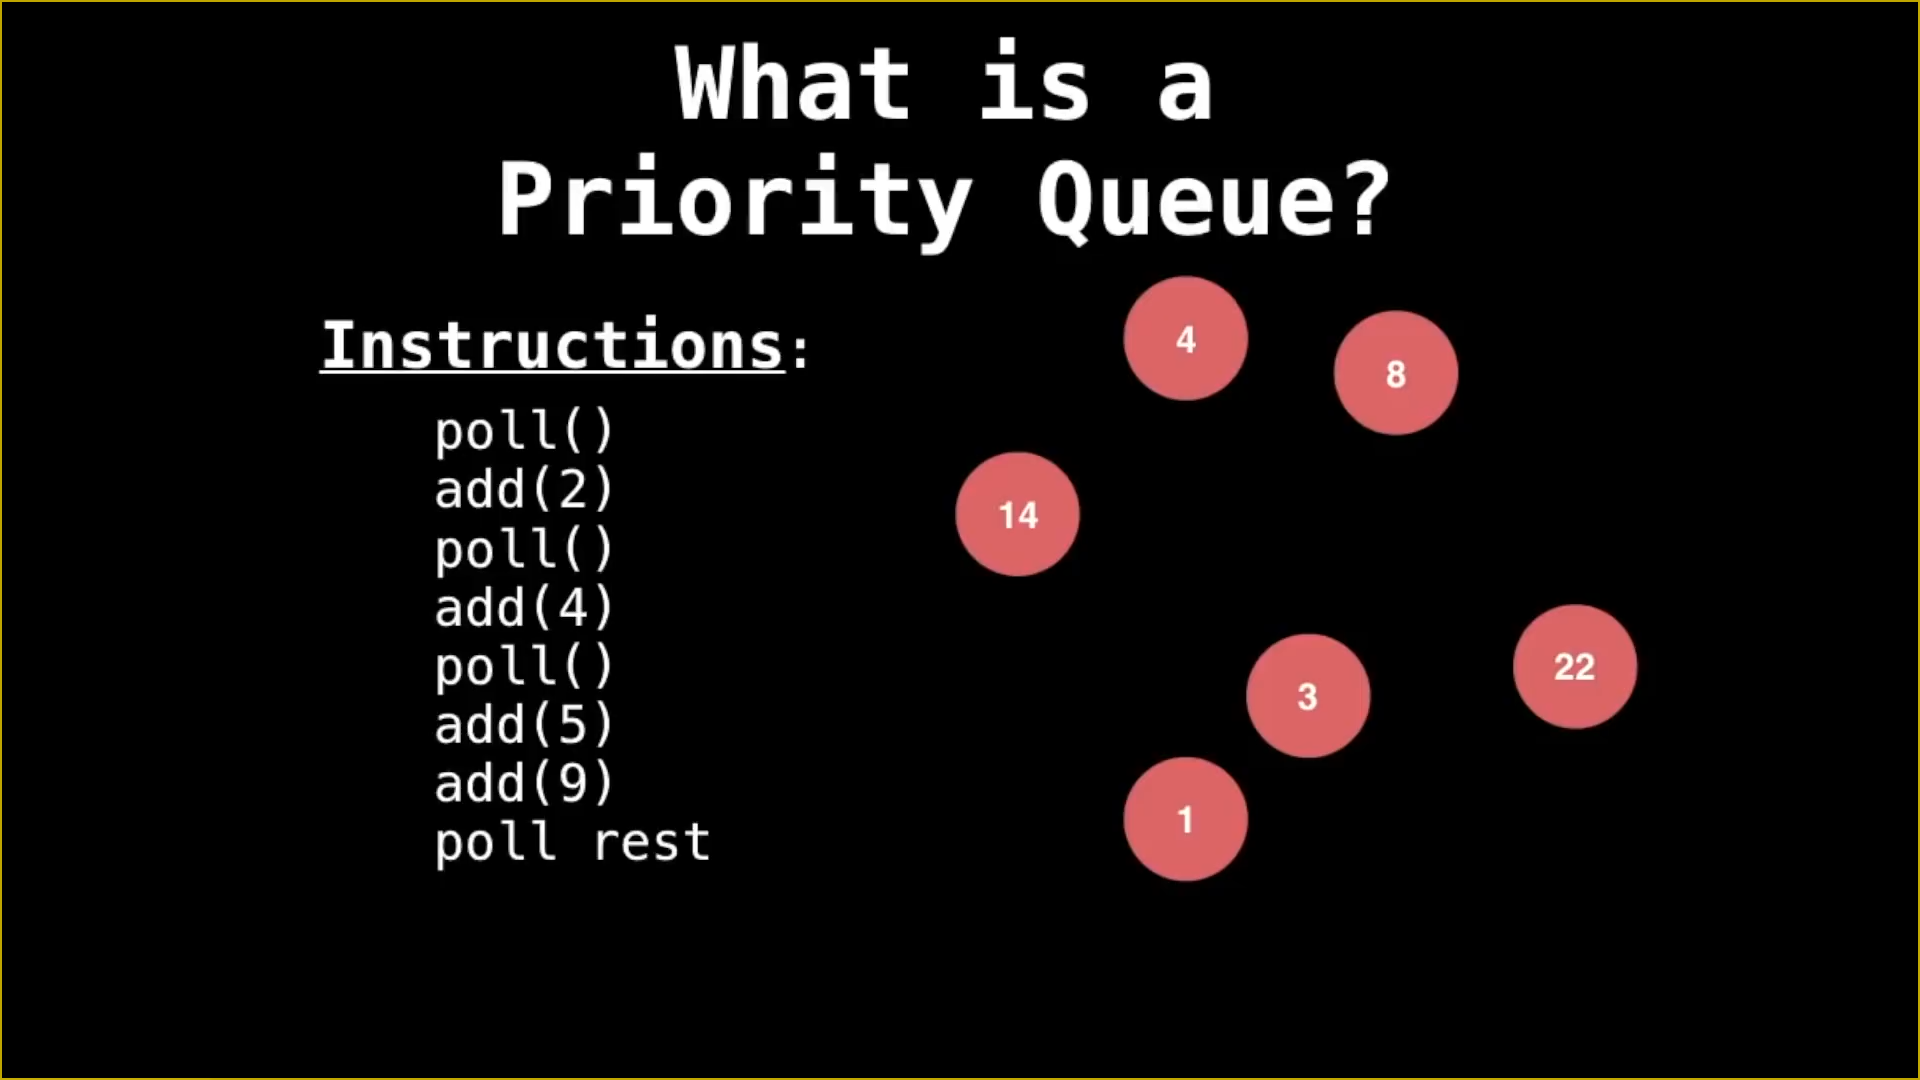 What is a
Priority Queue?
Instructions:
poll()
add(2)
poll()
add(4)
poll()
add(5)
add(9)
poll rest
4
8
14
22
3
1